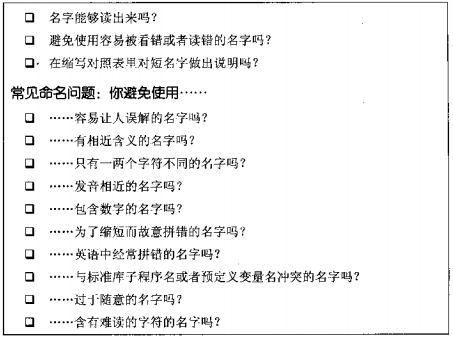 □ 名字能够读出来吗？
□ 避免使用容易被看错或者读错的名字吗？
□ 在缩写对照表里对短名字做出说明吗？
常见命名问题：你避免使用……
□ ……容易让人误解的名字吗？
□ ……有相近含义的名字吗？
□ ……只有一两个字符不同的名字吗？
□ ……发音相近的名字吗？
□ ……包含数字的名字吗？
□ ……为了缩短而故意拼错的名字吗？
□ ……英语中经常拼错的名字吗？
□ ……与标准库子程序名或者预定义变量名冲突的名字吗？
□ ……过于随意的名字吗？
□ ……含有难读的字符的名字吗？